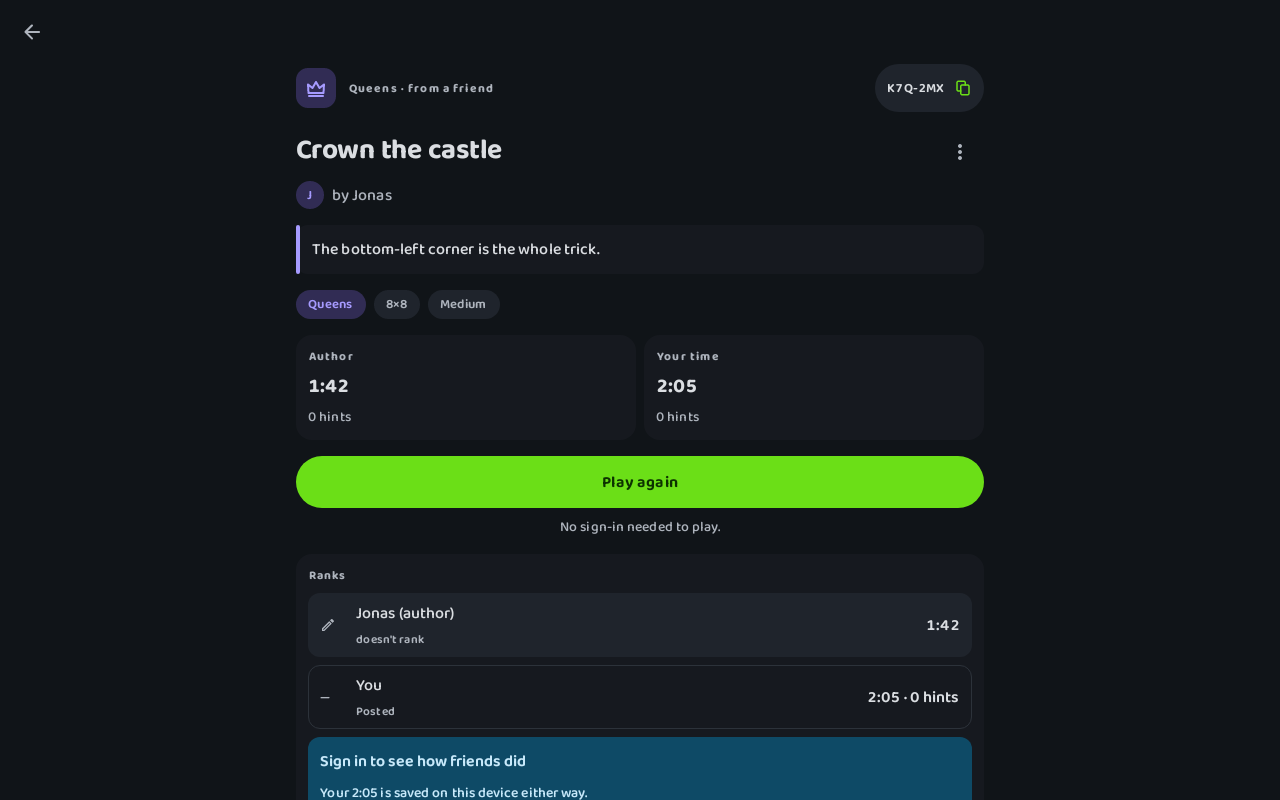 Queens · from a friend
K7Q-2MX
Crown the castle
J
by Jonas
The bottom-left corner is the whole trick.
Queens
8×8
Medium
Author
1:42
0 hints
Your time
2:05
0 hints
Play again
No sign-in needed to play.
Ranks
Jonas (author)
doesn't rank
1:42
—
You
Posted
2:05 · 0 hints
Sign in to see how friends did
Your 2:05 is saved on this device either way.